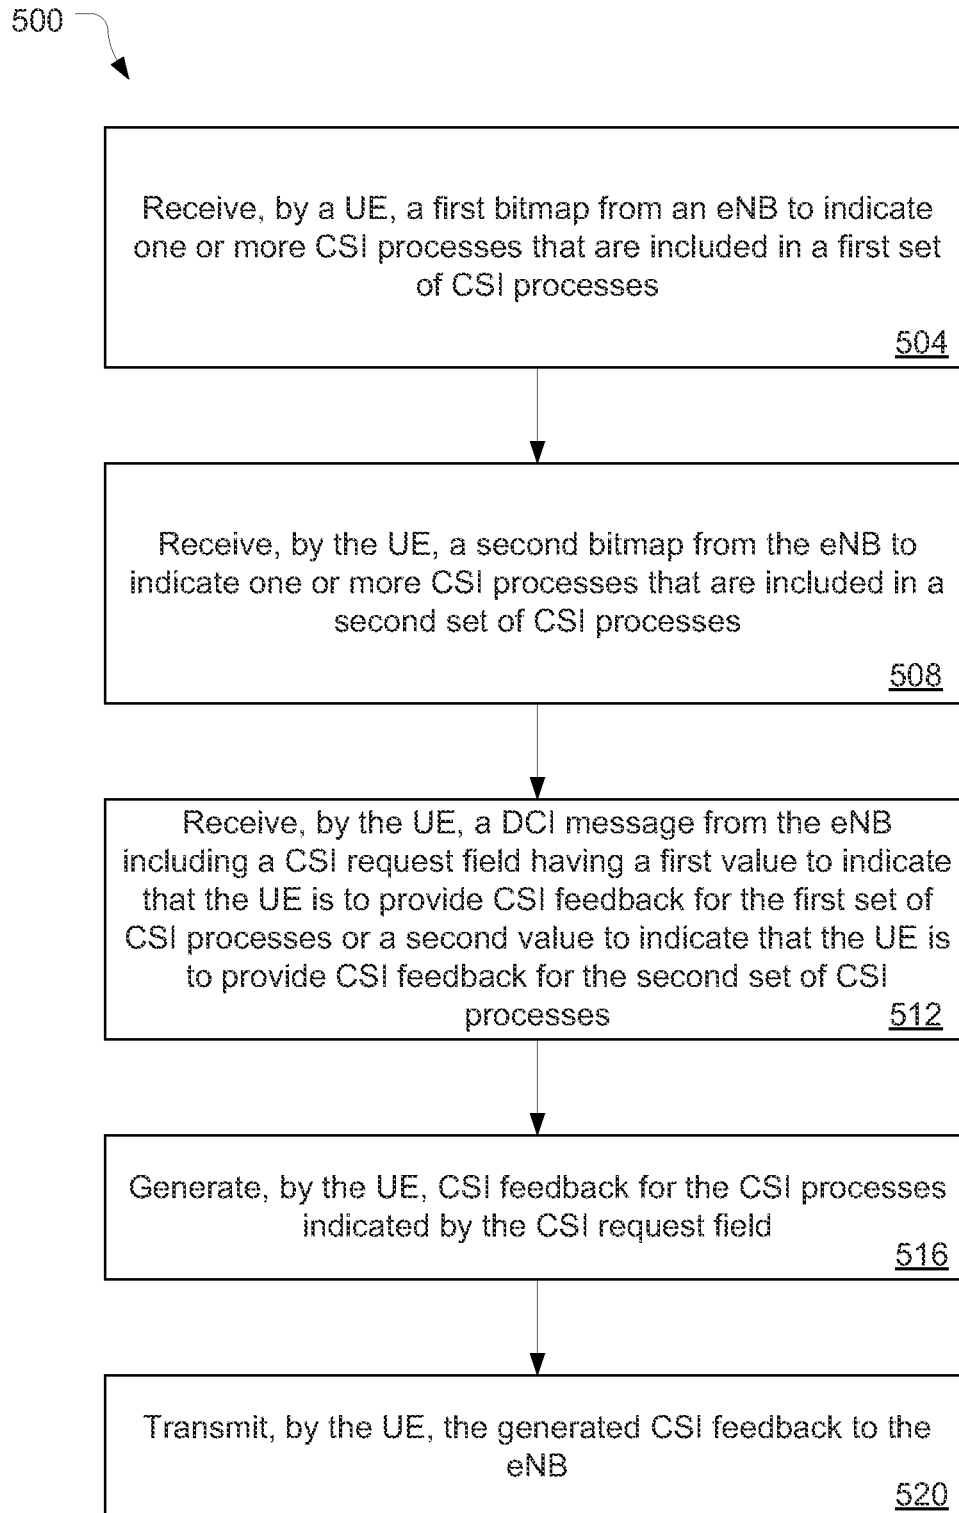 500
Receive, by a UE, a first bitmap from an eNB to indicate
one or more CSI processes that are included in a first set
of CSI processes
504
Receive, by the UE, a second bitmap from the eNB to
indicate one or more CSI processes that are included in a
second set of CSI processes
508
Receive, by the UE, a DCI message from the eNB
including a CSI request field having a first value to indicate
that the UE is to provide CSI feedback for the first set of
CSI processes or a second value to indicate that the UE is
to provide CSI feedback for the second set of CSI
processes
512
Generate, by the UE, CSI feedback for the CSI processes
indicated by the CSI request field
516
Transmit, by the UE, the generated CSI feedback to the
eNB
520